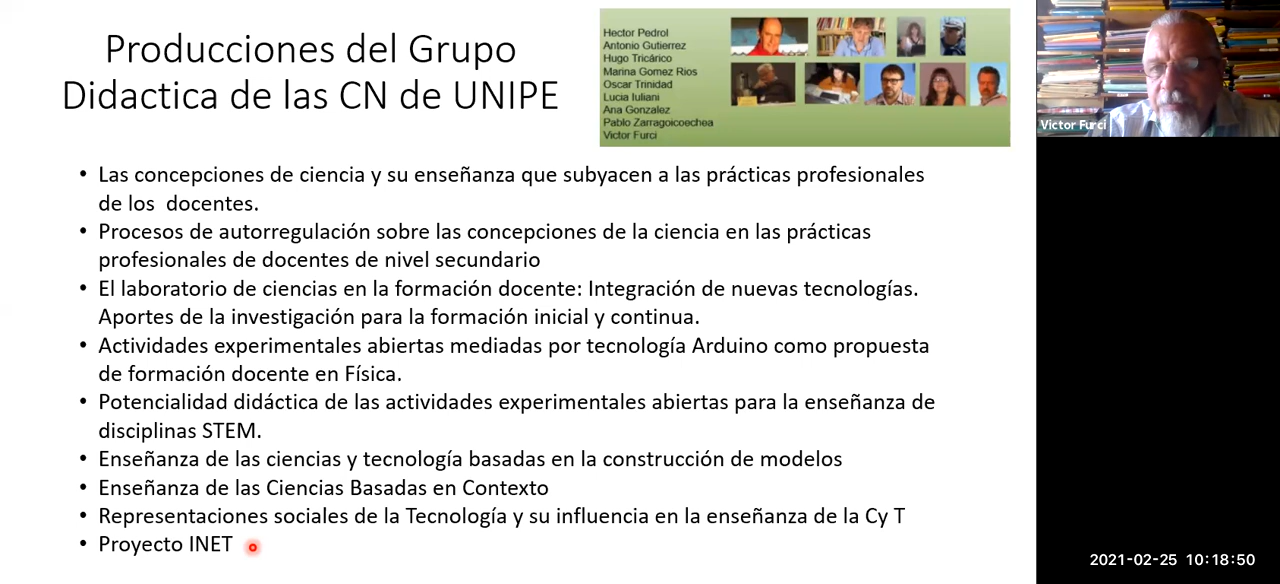 Producciones del Grupo
Didactica de las CN de UNIPE
Hector Pedrol
Antonio Gutierrez
Hugo Tricárico
Marina Gomez Rios
Oscar Trinidad
Lucia Iuliani
Ana Gonzalez
Pablo Zarragoicoechea
Victor Furci
Victor Furci
• Las concepciones de ciencia y su enseñanza que subyacen a las prácticas profesionales
de los docentes.
• Procesos de autorregulación sobre las concepciones de la ciencia en las prácticas
profesionales de docentes de nivel secundario
• El laboratorio de ciencias en la formación docente: Integración de nuevas tecnologías.
Aportes de la investigación para la formación inicial y continua.
• Actividades experimentales abiertas mediadas por tecnología Arduino como propuesta
de formación docente en Física.
• Potencialidad didáctica de las actividades experimentales abiertas para la enseñanza de
disciplinas STEM.
• Enseñanza de las ciencias y tecnología basadas en la construcción de modelos
• Enseñanza de las Ciencias Basadas en Contexto
• Representaciones sociales de la Tecnología y su influencia en la enseñanza de la Cy T
• Proyecto INET
2021-02-25 10:18:50